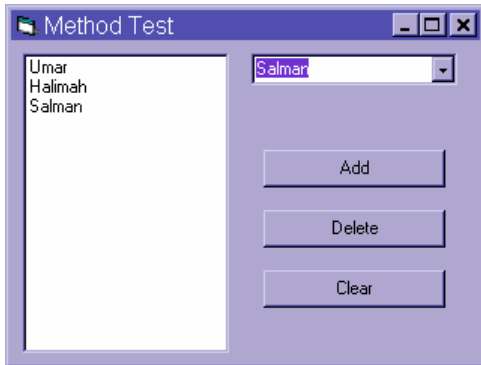 Method Test
Umar
Halimah
Salman
Salman
Add
Delete
Clear